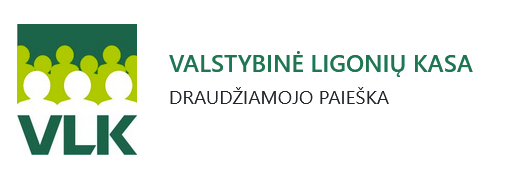 VLK
VALSTYBINĖ LIGONIŲ KASA
DRAUDŽIAMOJO PAIEŠKA